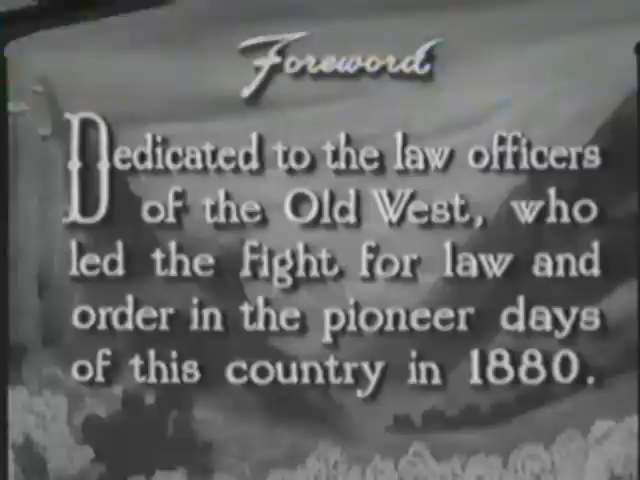 Foreword
Dedicated to the law officers
of the Old West, who
led the fight for law and
order in the pioneer days
of this country in 1880.